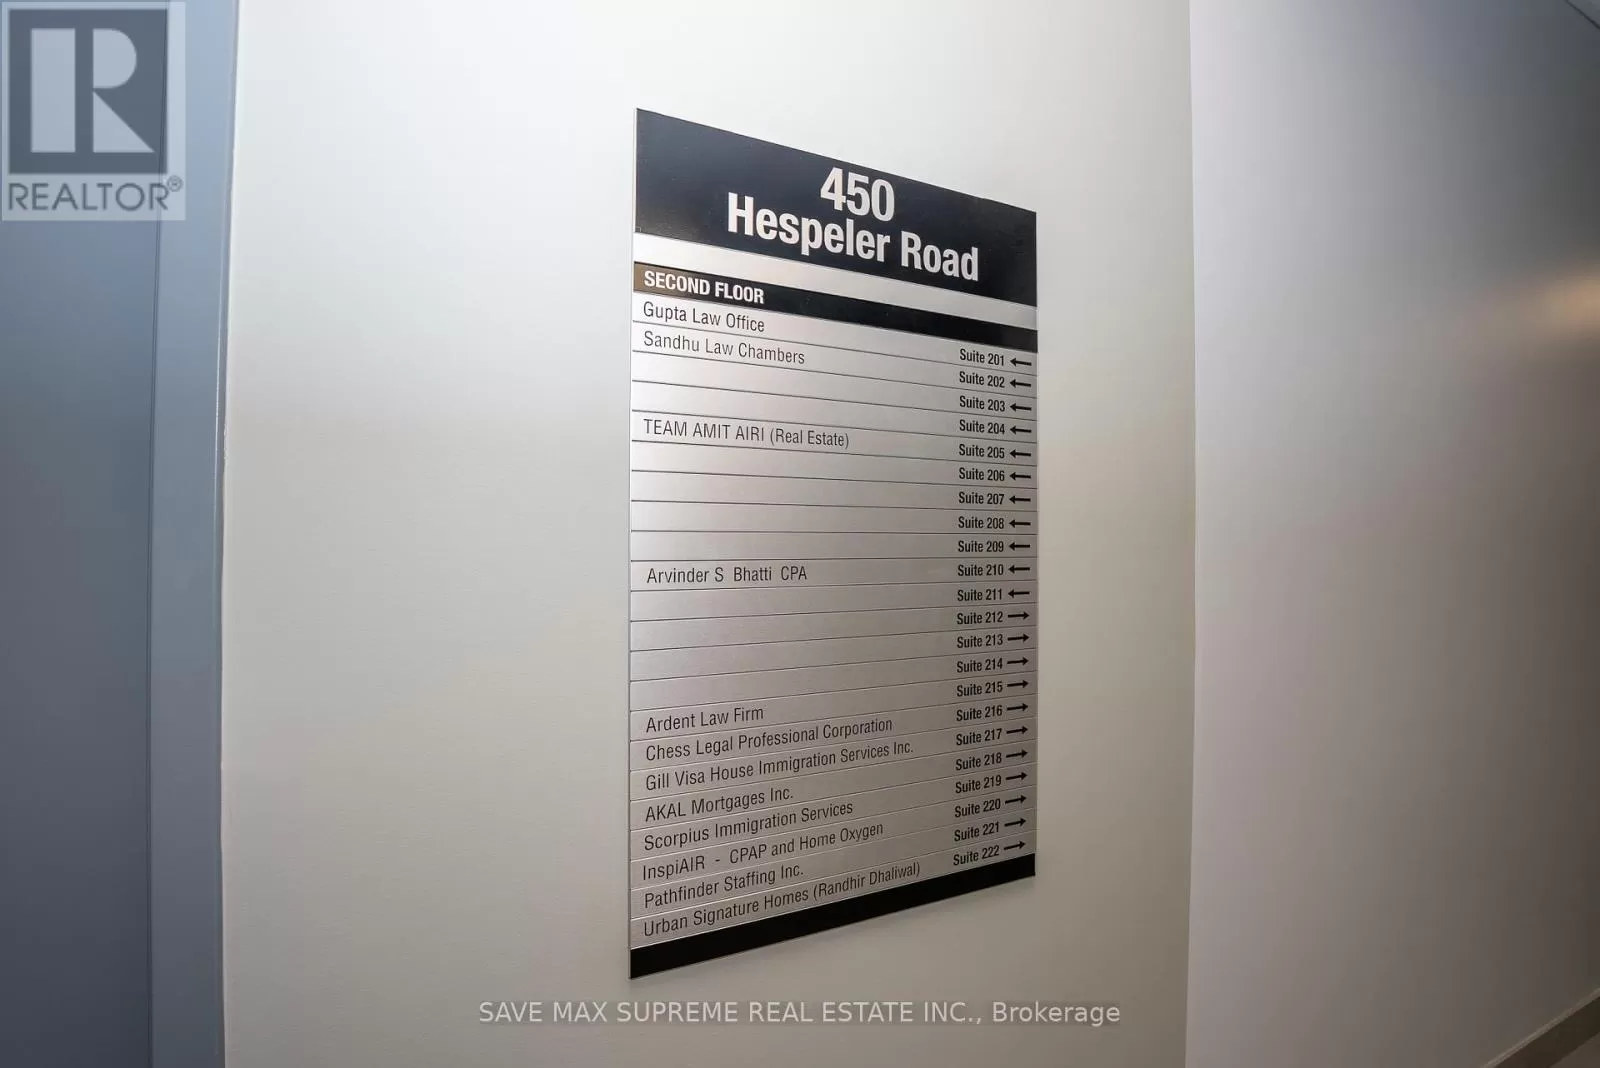 REALTOR®
450
Hespeler Road
SECOND FLOOR
Gupta Law Office Suite 201 ←
Sandhu Law Chambers Suite 202 ←
Suite 203 ←
Suite 204 ←
TEAM AMIT AIRI (Real Estate) Suite 205 ←
Suite 206 ←
Suite 207 ←
Suite 208 ←
Suite 209 ←
Arvinder S Bhatti CPA Suite 210 ←
Suite 211 ←
Suite 212 →
Suite 213 →
Suite 214 →
Ardent Law Firm Suite 215 →
Chess Legal Professional Corporation Suite 216 →
Gill Visa House Immigration Services Inc. Suite 217 →
AKAL Mortgages Inc. Suite 218 →
Scorpius Immigration Services Suite 219 →
InspiAIR - CPAP and Home Oxygen Suite 220 →
Pathfinder Staffing Inc. Suite 221 →
Urban Signature Homes (Randhir Dhaliwal) Suite 222 →
SAVE MAX SUPREME REAL ESTATE INC., Brokerage